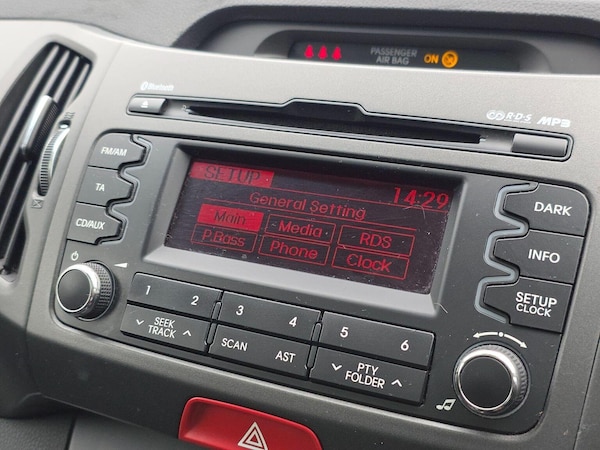 PASSENGER
AIR BAG ON
Bluetooth
R·D·S MP3
FM/AM
TA
CD/AUX
SETUP
14:29
General Setting
Main Media RDS
P.Bass Phone Clock
DARK
INFO
SETUP
CLOCK
1 2 3 4 5 6
SEEK
TRACK
SCAN AST
PTY
FOLDER